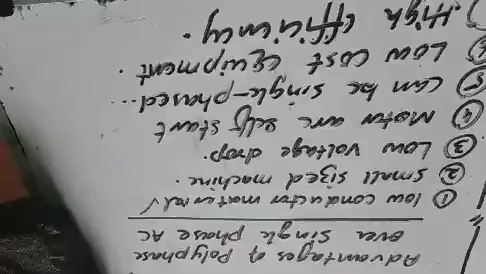 Advantages of Polyphase
over Single Phase AC
① low conductor material
② small sized machine.
③ Low voltage drop.
④ Motor are self start
⑤ Can be single-phased...
⑥ Low cost equipment.
High efficiency.